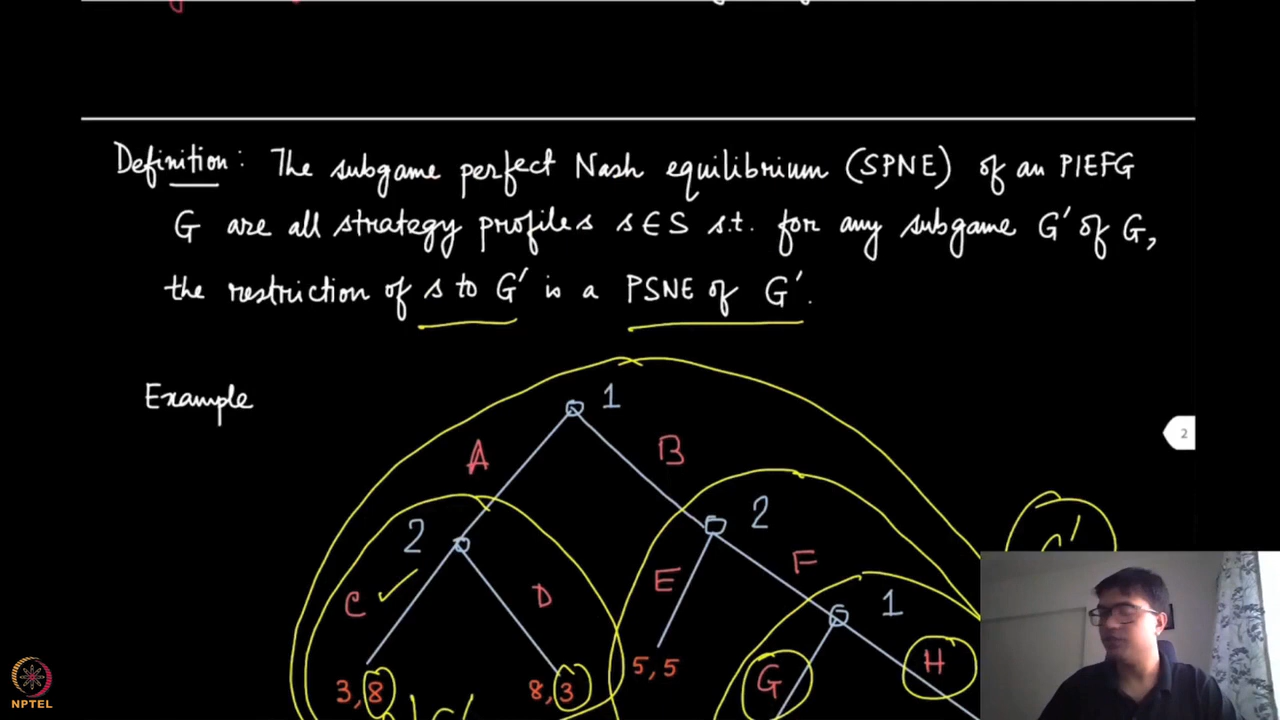 Definition: The subgame perfect Nash equilibrium (SPNE) of an PIEFG
G are all strategy profiles s ∈ S s.t. for any subgame G' of G,
the restriction of s to G' is a PSNE of G'.
Example
1
A
B
2
2
C
D
E
F
1
3, 8
8, 3
5, 5
G
H
2
NPTEL